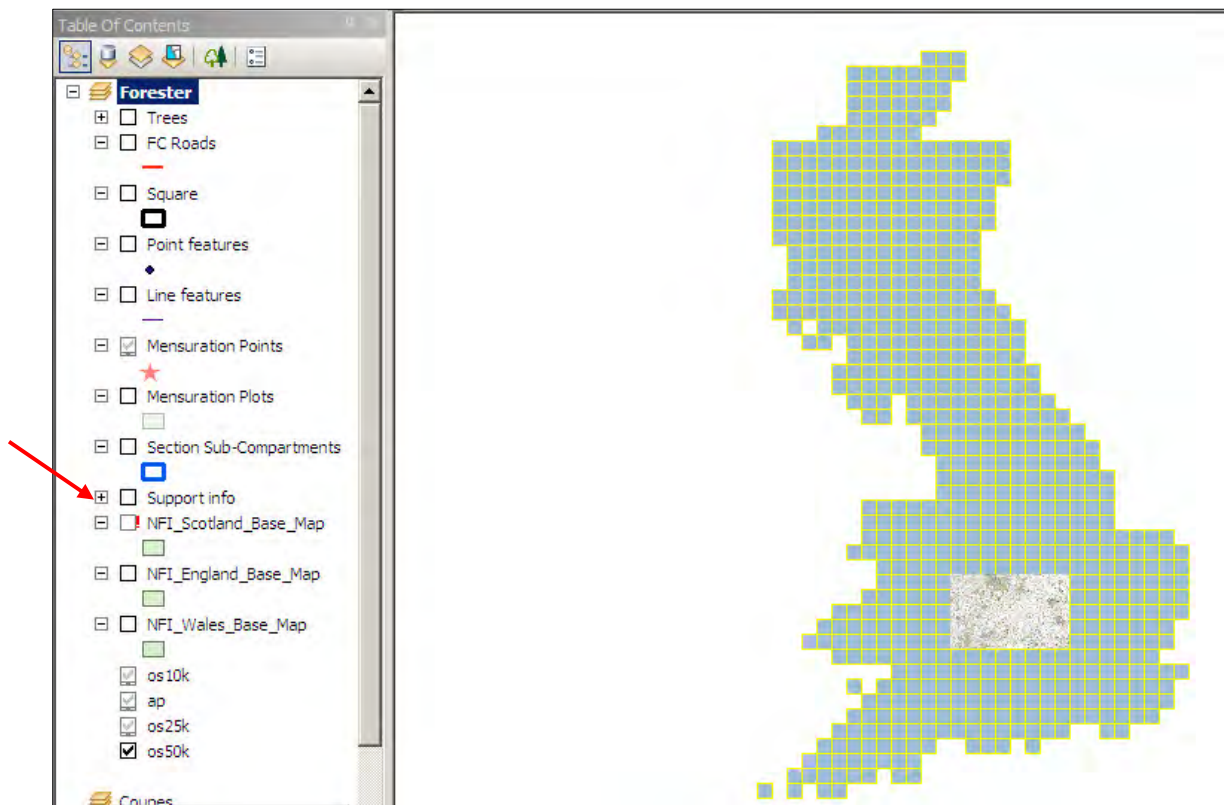 Table Of Contents
Forester
Trees
FC Roads
Square
Point features
Line features
Mensuration Points
Mensuration Plots
Section Sub-Compartments
Support info
NFI_Scotland_Base_Map
NFI_England_Base_Map
NFI_Wales_Base_Map
os10k
ap
os25k
os50k
Coupes